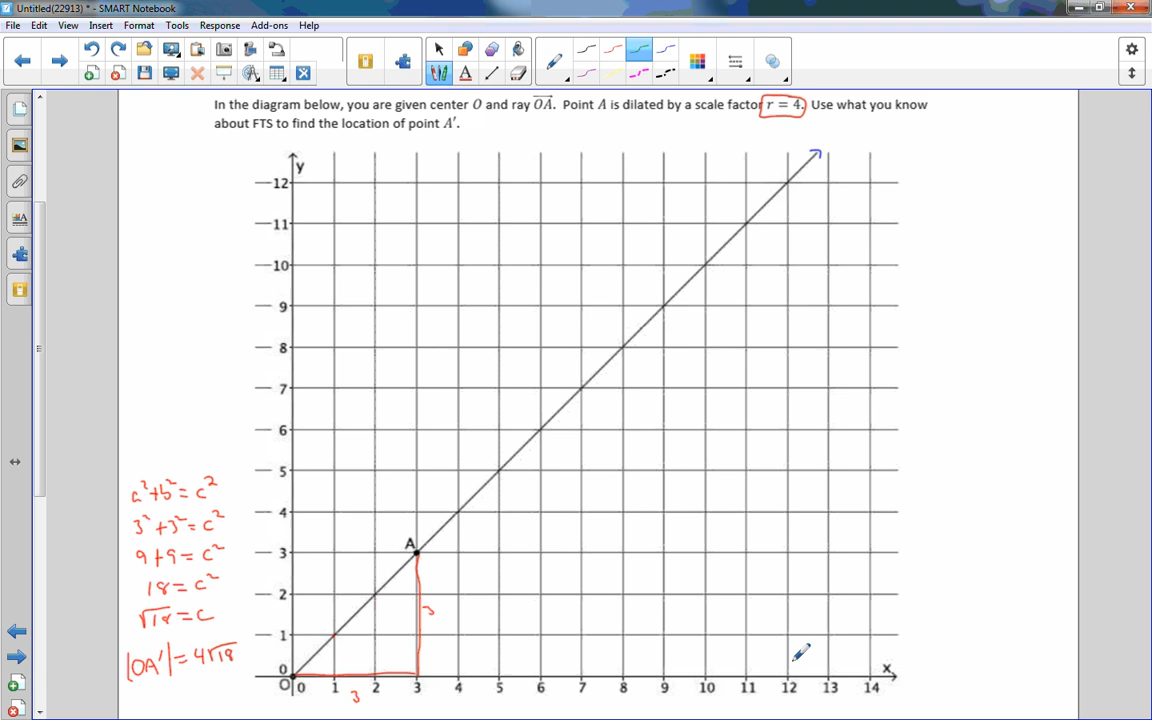 Untitled(22913) * - SMART Notebook
File Edit View Insert Format Tools Response Add-ons Help
In the diagram below, you are given center O and ray OA. Point A is dilated by a scale factor r = 4. Use what you know
about FTS to find the location of point A′.
y
12
11
10
9
8
7
6
5
4
A
3
2
1
0
O 0 1 2 3 4 5 6 7 8 9 10 11 12 13 14
x
3
3
a²+b²=c²
3²+3²=c²
9+9=c²
18=c²
√18=c
|OA'|=4√18